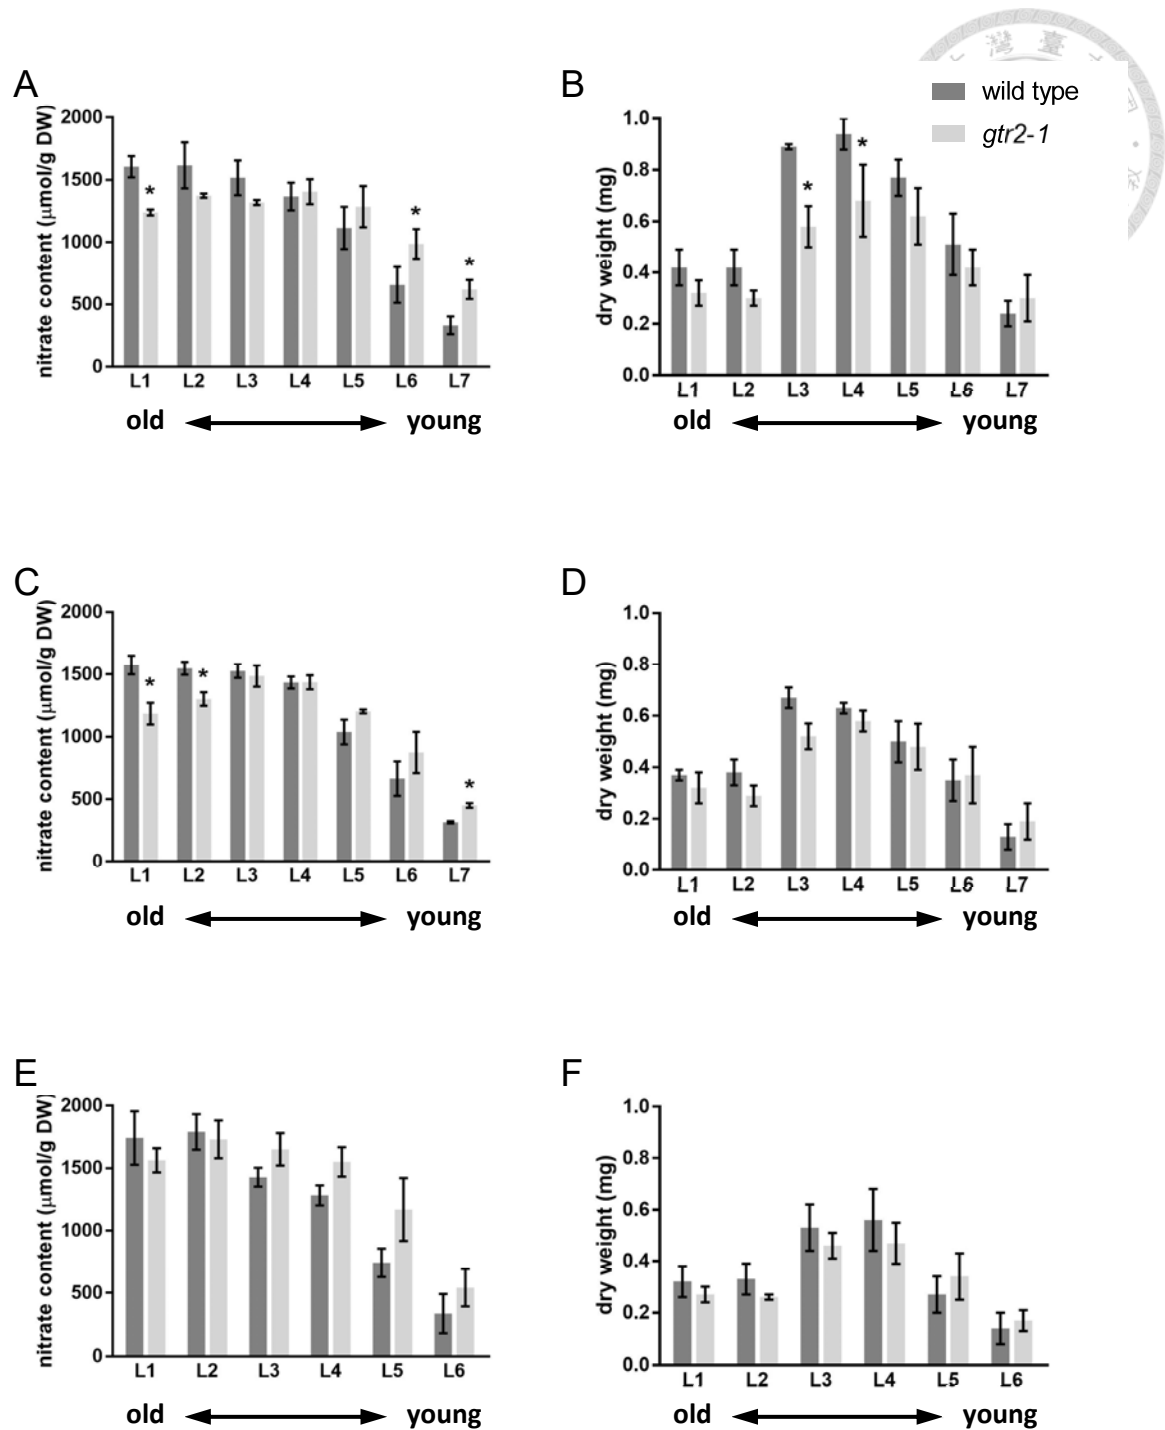 灣 臺
A
B
wild type
gtr2-1
nitrate content (μmol/g DW)
2000
1500
1000
500
0
*
*
*
L1 L2 L3 L4 L5 L6 L7
old young
dry weight (mg)
1.0
0.8
0.6
0.4
0.2
0.0
*
*
L1 L2 L3 L4 L5 L6 L7
old young
C
D
nitrate content (μmol/g DW)
2000
1500
1000
500
0
*
*
*
L1 L2 L3 L4 L5 L6 L7
old young
dry weight (mg)
1.0
0.8
0.6
0.4
0.2
0.0
L1 L2 L3 L4 L5 L6 L7
old young
E
F
nitrate content (μmol/g DW)
2000
1500
1000
500
0
L1 L2 L3 L4 L5 L6
old young
dry weight (mg)
1.0
0.8
0.6
0.4
0.2
0.0
L1 L2 L3 L4 L5 L6
old young